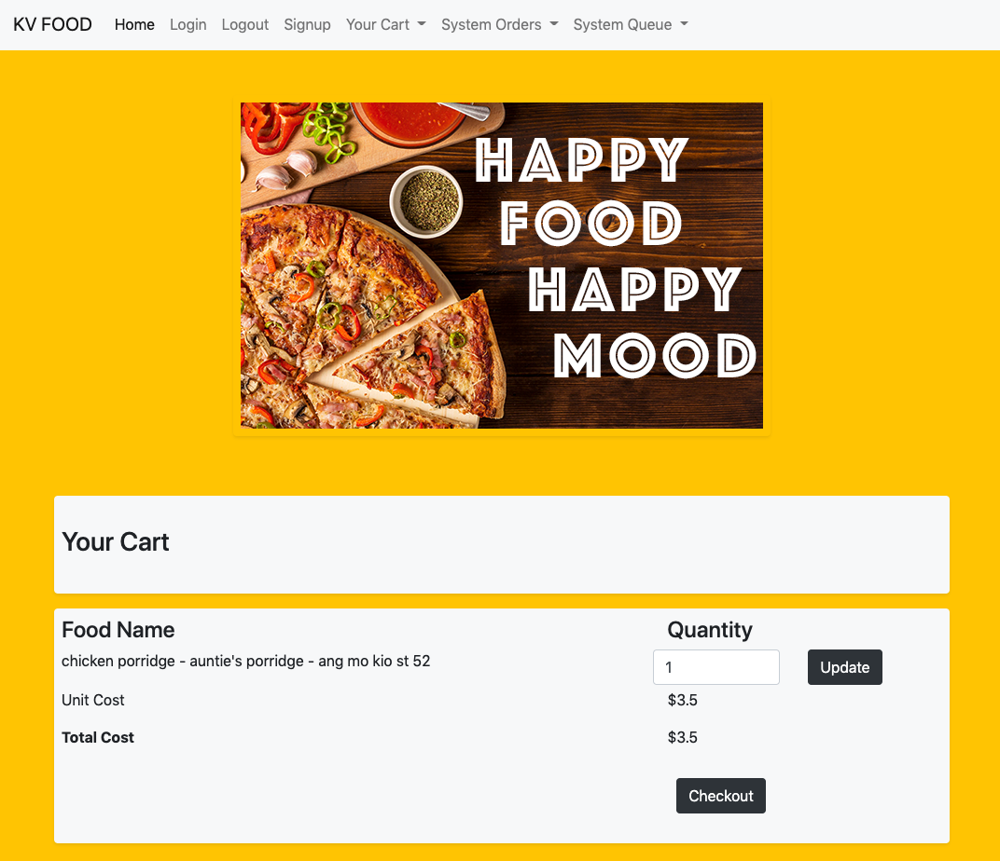 KV FOOD Home Login Logout Signup Your Cart System Orders System Queue
HAPPY
FOOD
HAPPY
MOOD
Your Cart
Food Name Quantity
chicken porridge - auntie's porridge - ang mo kio st 52 1 Update
Unit Cost $3.5
Total Cost $3.5
Checkout